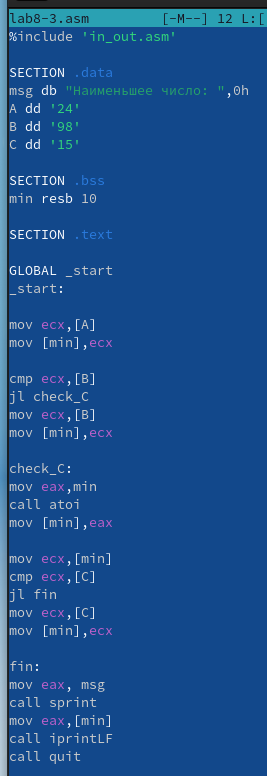 lab8-3.asm [-M--] 12 L:[
%include 'in_out.asm'
SECTION .data
msg db "Наименьшее число: ",0h
A dd '24'
B dd '98'
C dd '15'
SECTION .bss
min resb 10
SECTION .text
GLOBAL _start
_start:
mov ecx,[A]
mov [min],ecx
cmp ecx,[B]
jl check_C
mov ecx,[B]
mov [min],ecx
check_C:
mov eax,min
call atoi
mov [min],eax
mov ecx,[min]
cmp ecx,[C]
jl fin
mov ecx,[C]
mov [min],ecx
fin:
mov eax, msg
call sprint
mov eax,[min]
call iprintLF
call quit